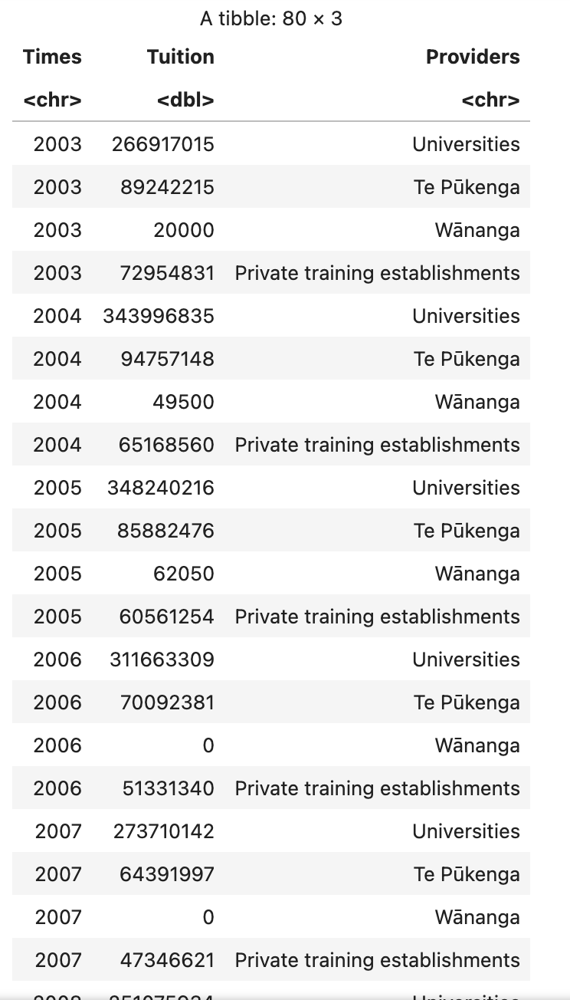 A tibble: 80 × 3
Times Tuition Providers
<chr> <dbl> <chr>
2003 266917015 Universities
2003 89242215 Te Pūkenga
2003 20000 Wānanga
2003 72954831 Private training establishments
2004 343996835 Universities
2004 94757148 Te Pūkenga
2004 49500 Wānanga
2004 65168560 Private training establishments
2005 348240216 Universities
2005 85882476 Te Pūkenga
2005 62050 Wānanga
2005 60561254 Private training establishments
2006 311663309 Universities
2006 70092381 Te Pūkenga
2006 0 Wānanga
2006 51331340 Private training establishments
2007 273710142 Universities
2007 64391997 Te Pūkenga
2007 0 Wānanga
2007 47346621 Private training establishments